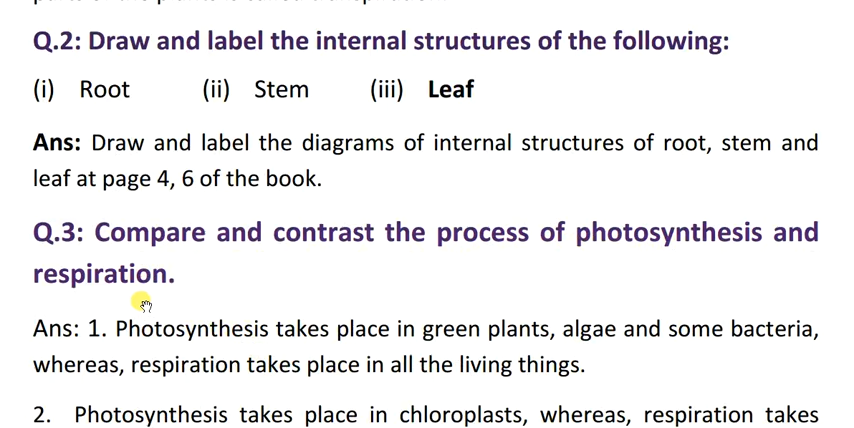 Q.2: Draw and label the internal structures of the following:
(i) Root (ii) Stem (iii) Leaf
Ans: Draw and label the diagrams of internal structures of root, stem and
leaf at page 4, 6 of the book.
Q.3: Compare and contrast the process of photosynthesis and
respiration.
Ans: 1. Photosynthesis takes place in green plants, algae and some bacteria,
whereas, respiration takes place in all the living things.
2. Photosynthesis takes place in chloroplasts, whereas, respiration takes